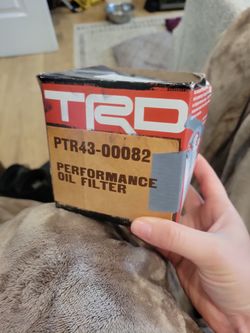 TRD
PTR43-00082
PERFORMANCE
OIL FILTER